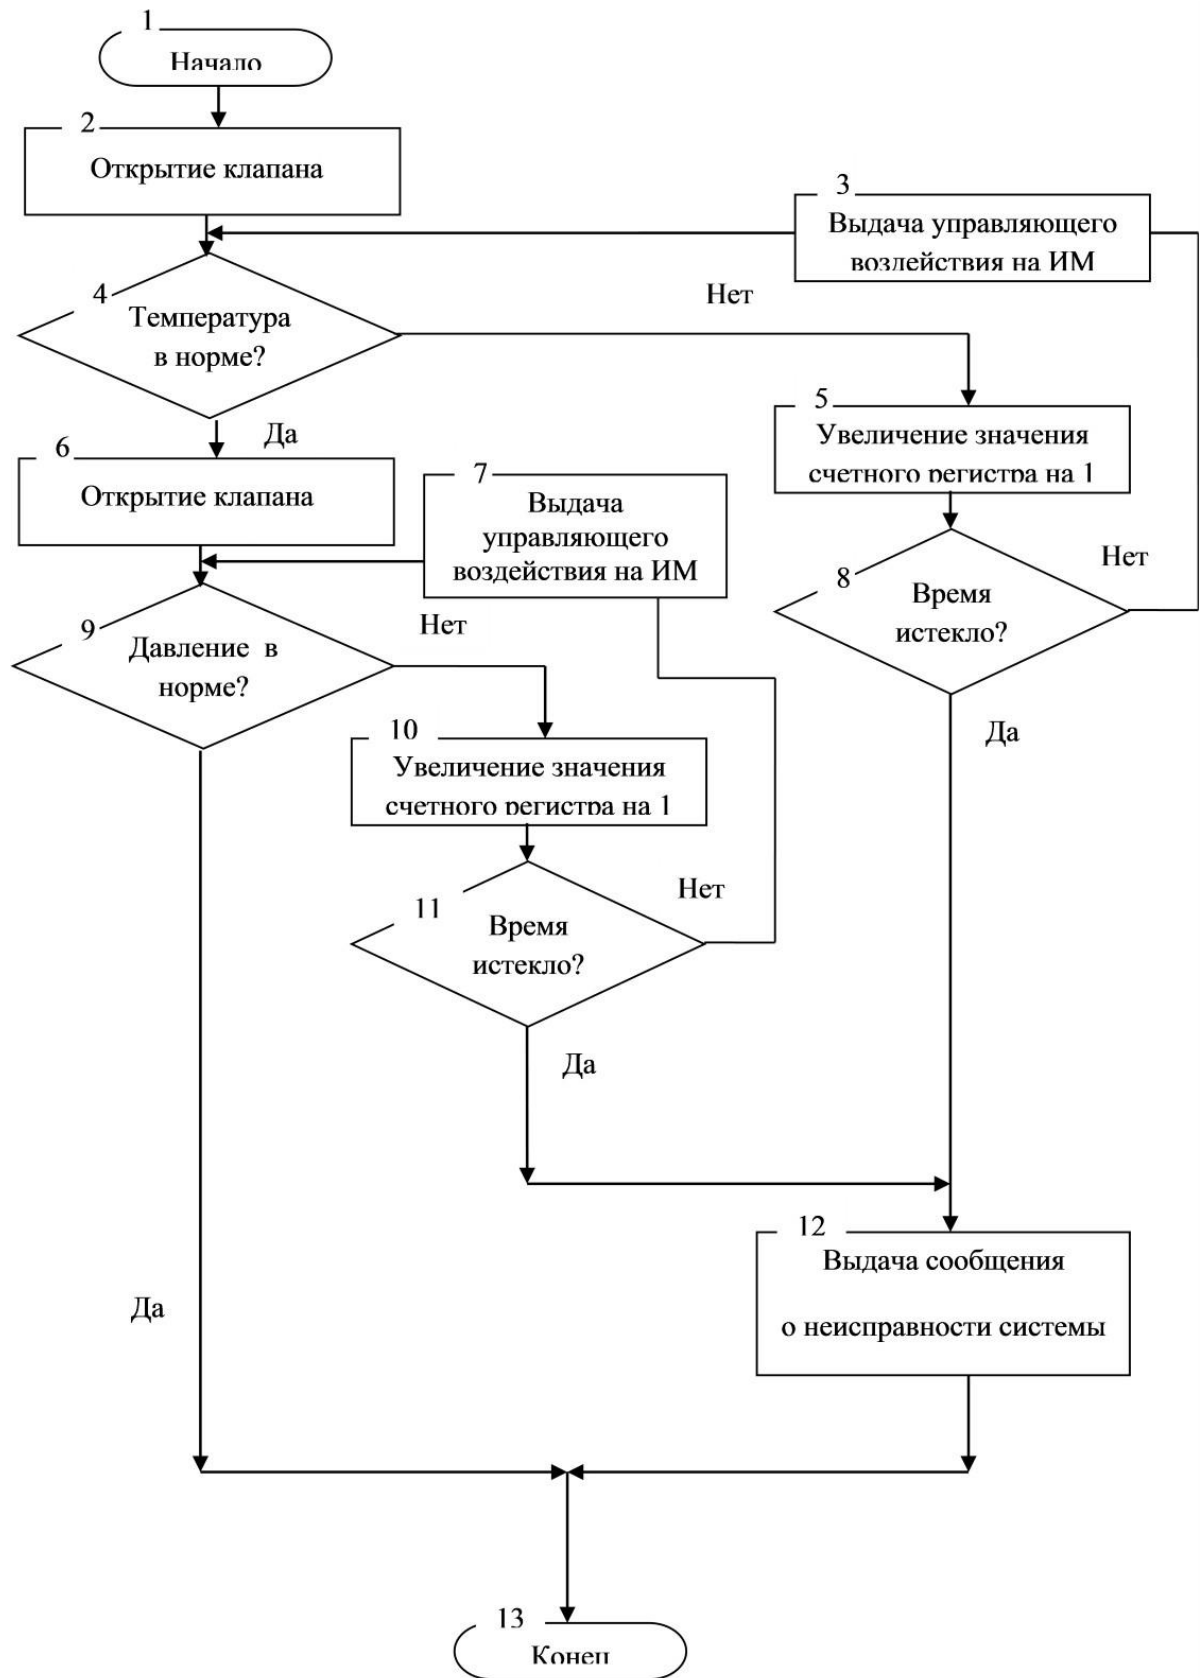 1
Начало
2
Открытие клапана
3
Выдача управляющего
воздействия на ИМ
4
Температура
в норме?
Нет
Да
5
Увеличение значения
счетного регистра на 1
6
Открытие клапана
7
Выдача
управляющего
воздействия на ИМ
8
Время
истекло?
Нет
Да
9
Давление в
норме?
Нет
10
Увеличение значения
счетного регистра на 1
11
Время
истекло?
Нет
Да
12
Выдача сообщения
о неисправности системы
Да
13
Конец